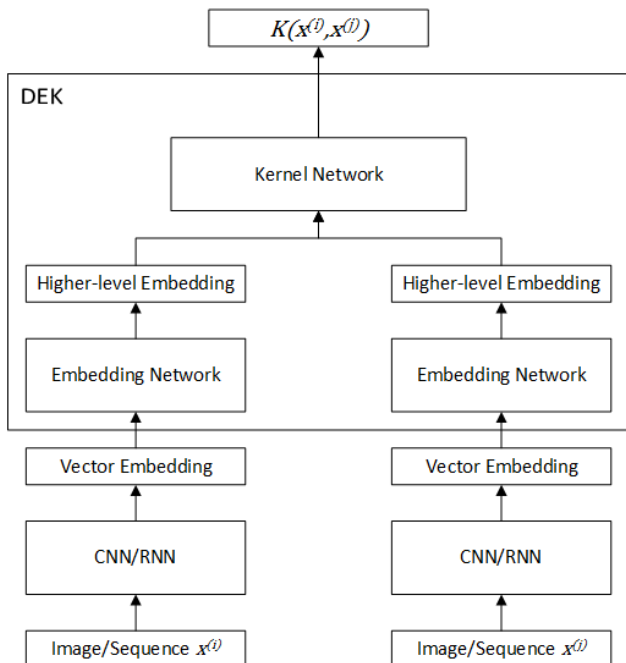 K(x⁽ⁱ⁾,x⁽ʲ⁾)
DEK
Kernel Network
Higher-level Embedding Higher-level Embedding
Embedding Network Embedding Network
Vector Embedding Vector Embedding
CNN/RNN CNN/RNN
Image/Sequence x⁽ⁱ⁾ Image/Sequence x⁽ʲ⁾